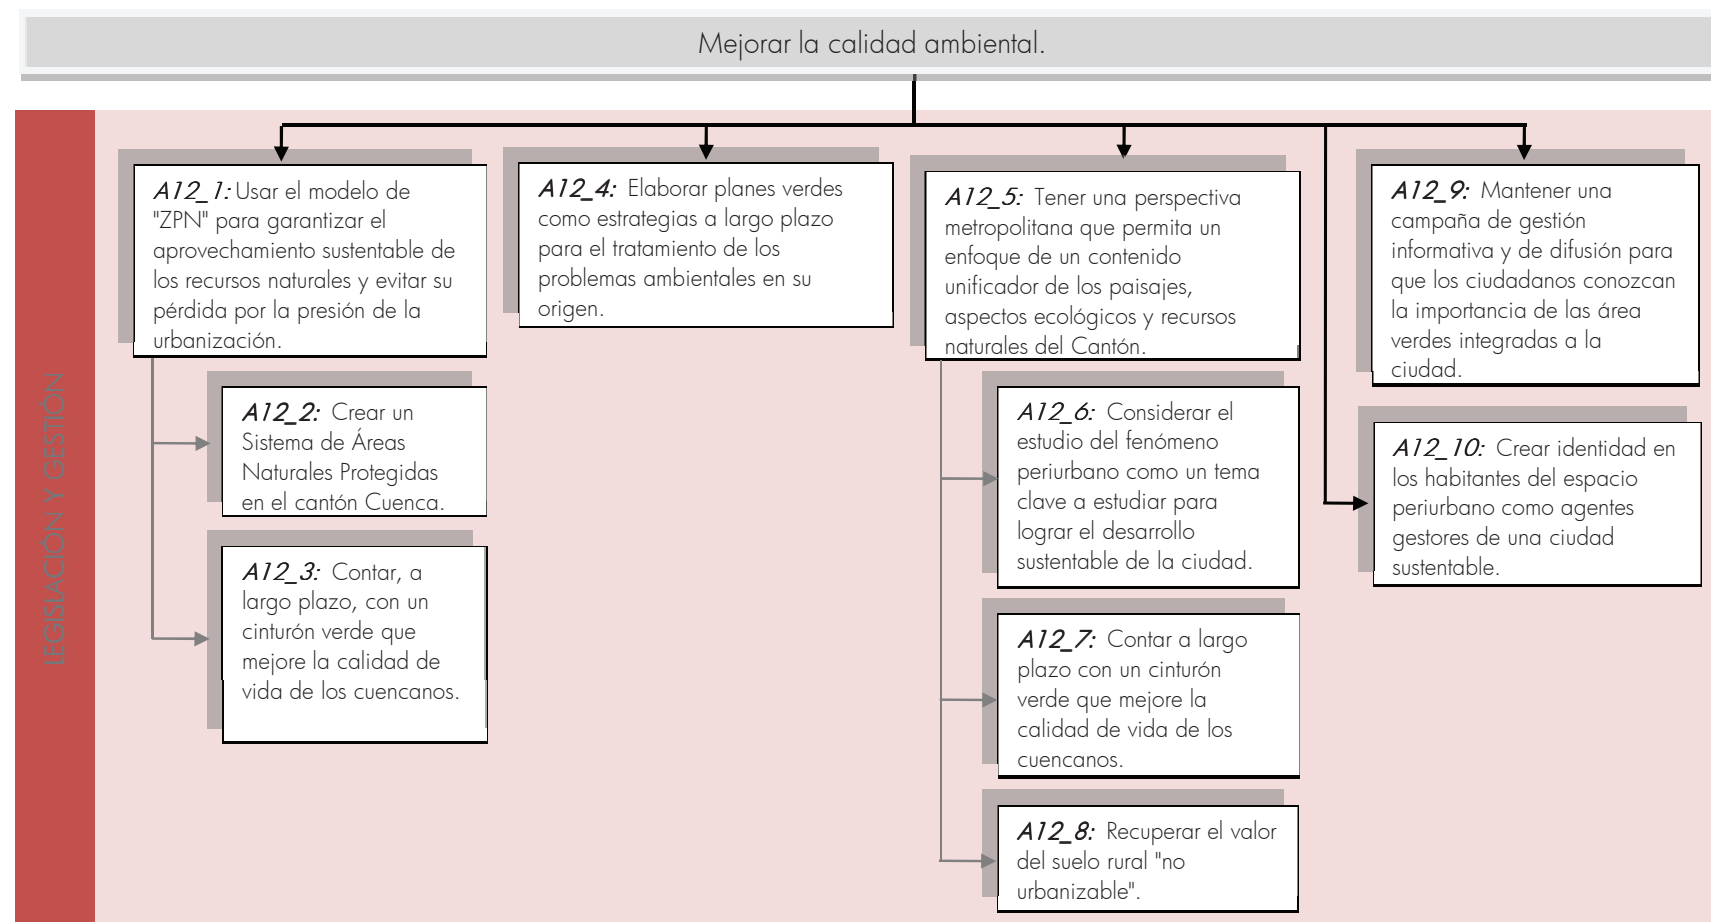 Mejorar la calidad ambiental.
LEGISLACIÓN Y GESTIÓN
A12_1: Usar el modelo de
"ZPN" para garantizar el
aprovechamiento sustentable de
los recursos naturales y evitar su
pérdida por la presión de la
urbanización.
A12_2: Crear un
Sistema de Áreas
Naturales Protegidas
en el cantón Cuenca.
A12_3: Contar, a
largo plazo, con un
cinturón verde que
mejore la calidad de
vida de los cuencanos.
A12_4: Elaborar planes verdes
como estrategias a largo plazo
para el tratamiento de los
problemas ambientales en su
origen.
A12_5: Tener una perspectiva
metropolitana que permita un
enfoque de un contenido
unificador de los paisajes,
aspectos ecológicos y recursos
naturales del Cantón.
A12_6: Considerar el
estudio del fenómeno
periurbano como un tema
clave a estudiar para
lograr el desarrollo
sustentable de la ciudad.
A12_7: Contar a largo
plazo con un cinturón
verde que mejore la
calidad de vida de los
cuencanos.
A12_8: Recuperar el valor
del suelo rural "no
urbanizable".
A12_9: Mantener una
campaña de gestión
informativa y de difusión para
que los ciudadanos conozcan
la importancia de las área
verdes integradas a la
ciudad.
A12_10: Crear identidad en
los habitantes del espacio
periurbano como agentes
gestores de una ciudad
sustentable.